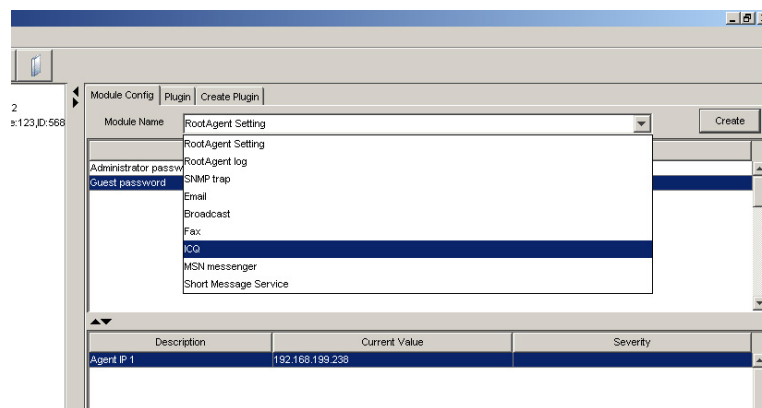 2
e:123,ID:568
Module Config Plugin Create Plugin
Module Name RootAgent Setting Create
RootAgent Setting
RootAgent log
SNMP trap
Email
Broadcast
Fax
ICQ
MSN messenger
Short Message Service
Administrator passw
Guest password
Description Current Value Severity
Agent IP 1 192.168.199.238